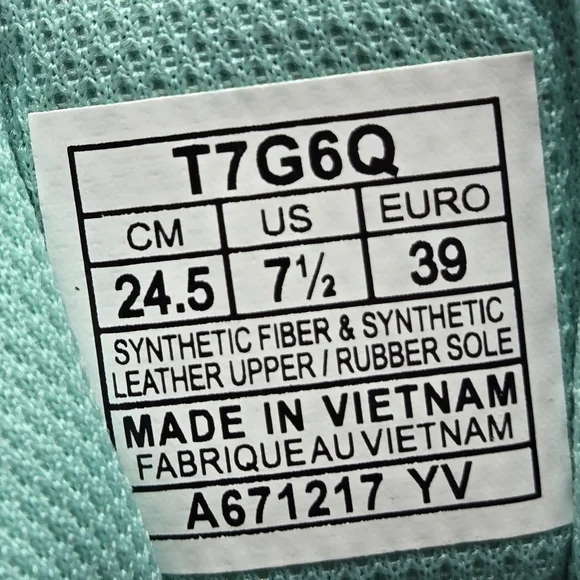 T7G6Q
CM US EURO
24.5 7½ 39
SYNTHETIC FIBER & SYNTHETIC
LEATHER UPPER / RUBBER SOLE
MADE IN VIETNAM
FABRIQUE AU VIETNAM
A671217 YV